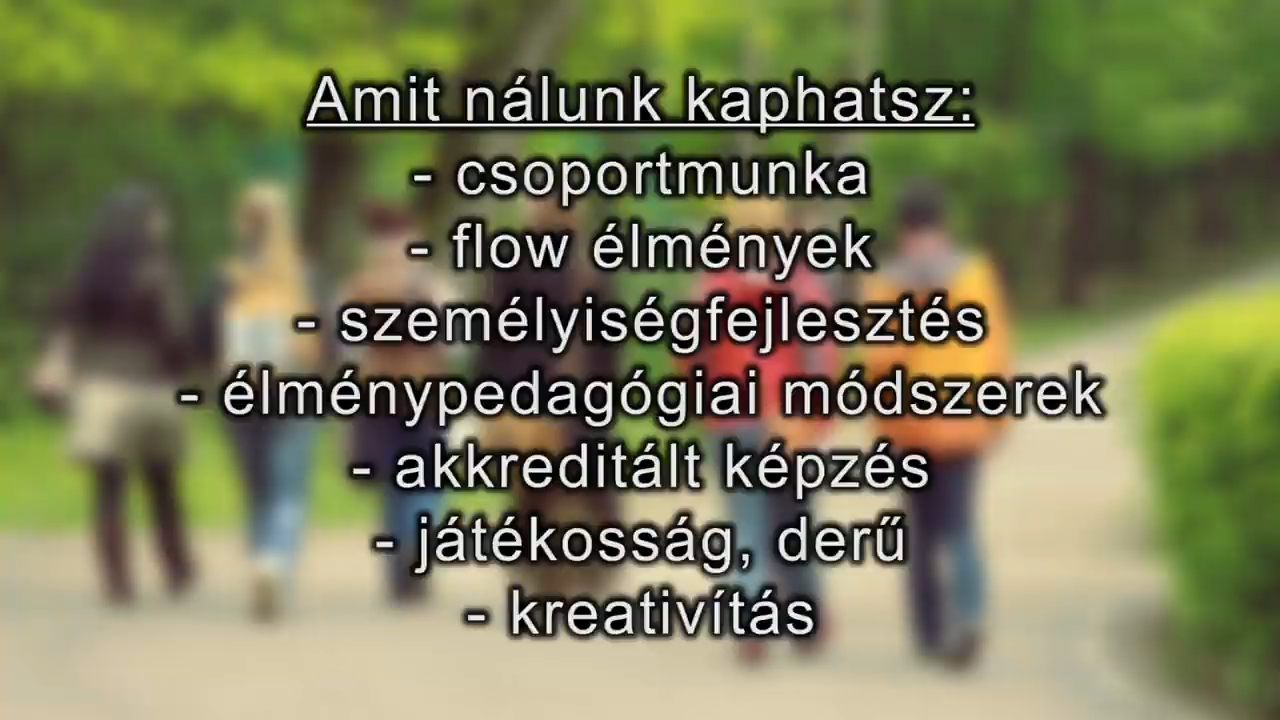 Amit nálunk kaphatsz:
- csoportmunka
- flow élmények
- személyiségfejlesztés
- élménypedagógiai módszerek
- akkreditált képzés
- játékosság, derű
- kreativítás